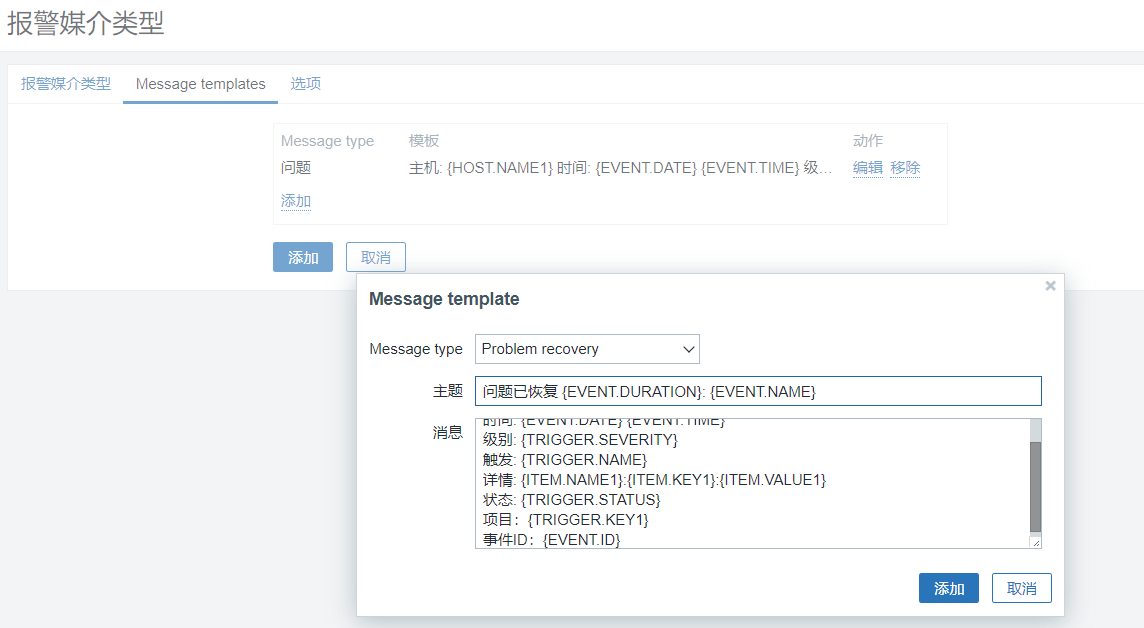 报警媒介类型
报警媒介类型 Message templates 选项
Message type 模板 动作
问题 主机: {HOST.NAME1} 时间: {EVENT.DATE} {EVENT.TIME} 级... 编辑 移除
添加
添加 取消
Message template
Message type Problem recovery
主题 问题已恢复 {EVENT.DURATION}: {EVENT.NAME}
消息 时间: {EVENT.DATE} {EVENT.TIME}
级别: {TRIGGER.SEVERITY}
触发: {TRIGGER.NAME}
详情: {ITEM.NAME1}:{ITEM.KEY1}:{ITEM.VALUE1}
状态: {TRIGGER.STATUS}
项目：{TRIGGER.KEY1}
事件ID：{EVENT.ID}
添加 取消